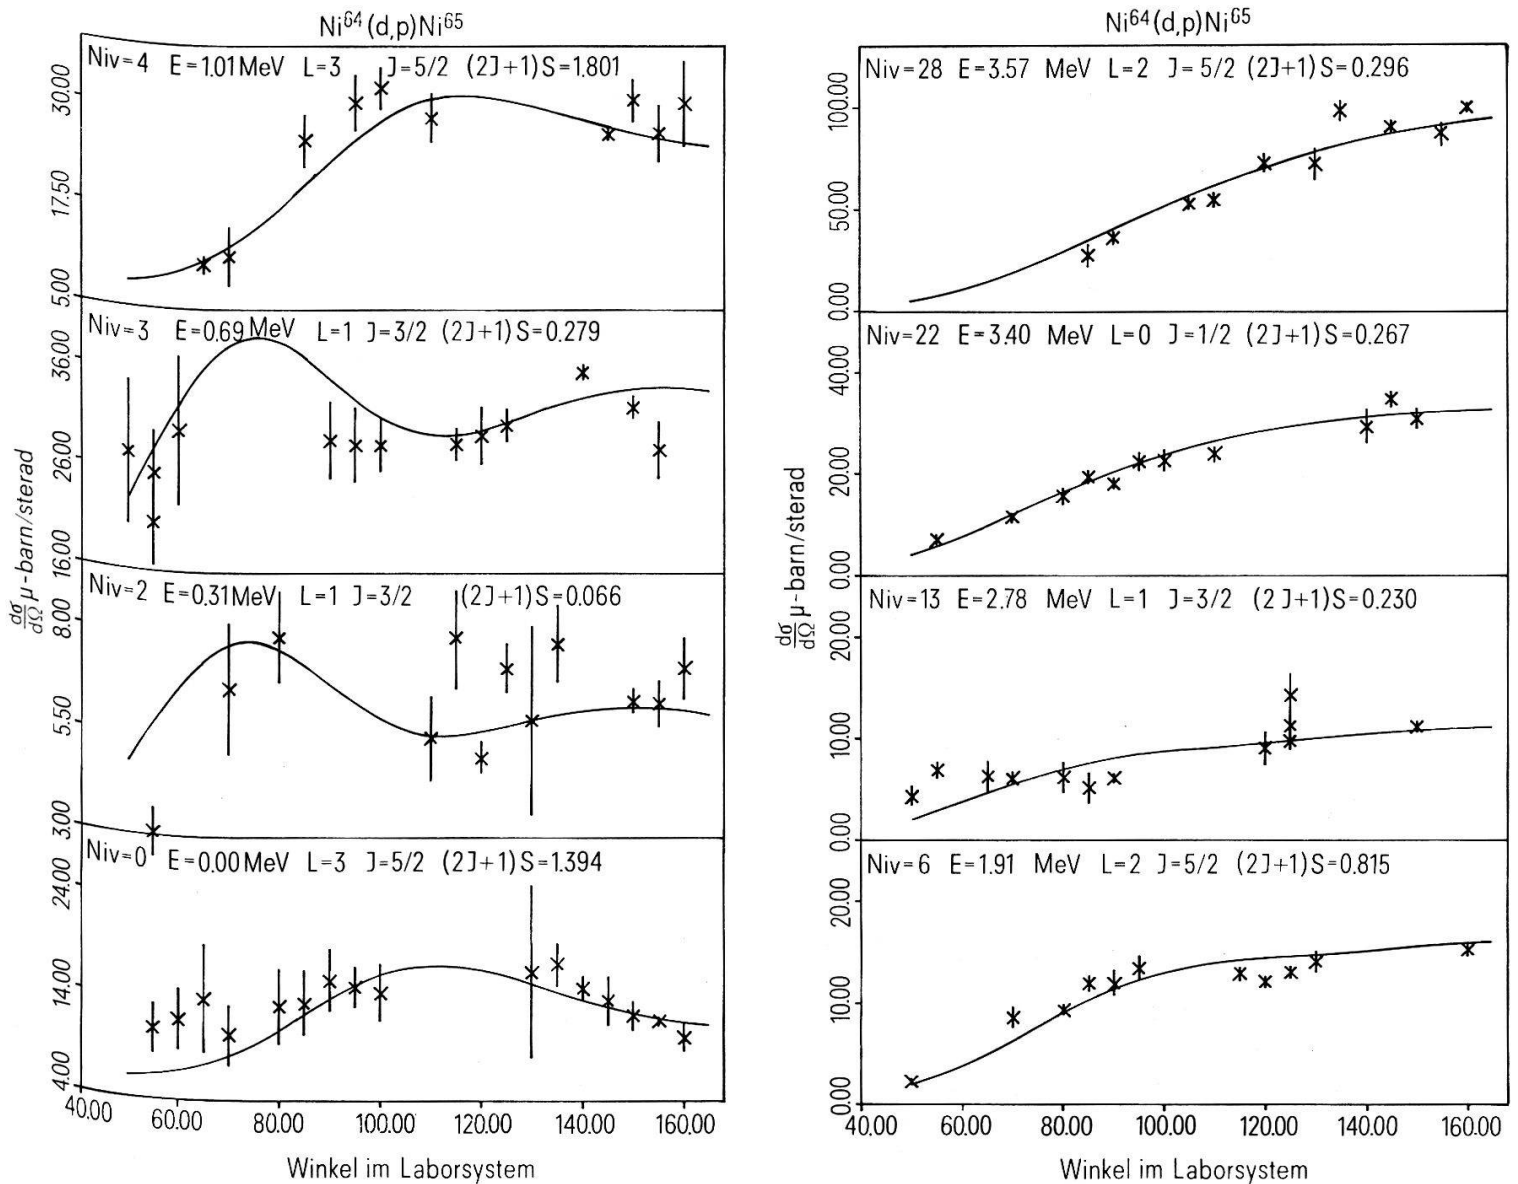 Ni⁶⁴(d,p)Ni⁶⁵
Niv=4 E=1.01MeV L=3 J=5/2 (2J+1)S=1.801
30.00
17.50
5.00
Niv=3 E=0.69MeV L=1 J=3/2 (2J+1)S=0.279
36.00
26.00
16.00
dσ/dΩ μ-barn/sterad
Niv=2 E=0.31MeV L=1 J=3/2 (2J+1)S=0.066
8.00
5.50
3.00
Niv=0 E=0.00MeV L=3 J=5/2 (2J+1)S=1.394
24.00
14.00
4.00
40.00 60.00 80.00 100.00 120.00 140.00 160.00
Winkel im Laborsystem
Ni⁶⁴(d,p)Ni⁶⁵
Niv=28 E=3.57 MeV L=2 J=5/2 (2J+1)S=0.296
100.00
50.00
0.00
Niv=22 E=3.40 MeV L=0 J=1/2 (2J+1)S=0.267
40.00
20.00
0.00
dσ/dΩ μ-barn/sterad
Niv=13 E=2.78 MeV L=1 J=3/2 (2J+1)S=0.230
20.00
10.00
0.00
Niv=6 E=1.91 MeV L=2 J=5/2 (2J+1)S=0.815
20.00
10.00
0.00
40.00 60.00 80.00 100.00 120.00 140.00 160.00
Winkel im Laborsystem